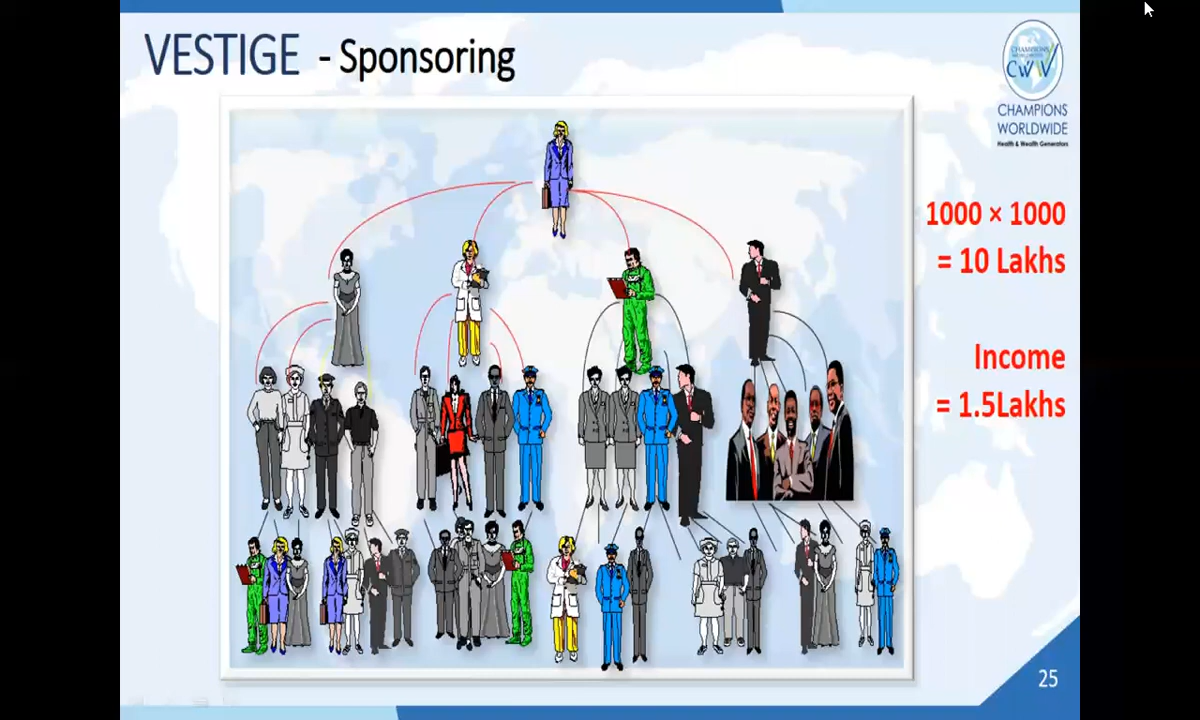 VESTIGE - Sponsoring
CHAMPIONS
WORLDWIDE
CWW
CHAMPIONS
WORLDWIDE
Health & Wealth Generators
1000 × 1000
= 10 Lakhs
Income
= 1.5Lakhs
25